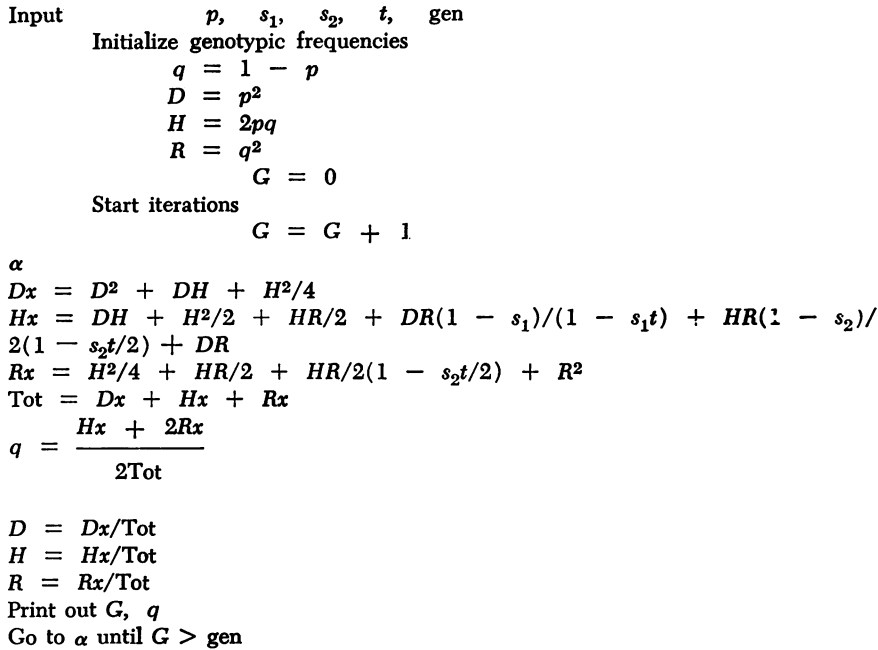 Input p, s₁, s₂, t, gen
Initialize genotypic frequencies
q = 1 − p
D = p²
H = 2pq
R = q²
G = 0
Start iterations
G = G + 1
α
Dx = D² + DH + H²/4
Hx = DH + H²/2 + HR/2 + DR(1 − s₁)/(1 − s₁t) + HR(1 − s₂)/
2(1 − s₂t/2) + DR
Rx = H²/4 + HR/2 + HR/2(1 − s₂t/2) + R²
Tot = Dx + Hx + Rx
q = Hx + 2Rx
2Tot
D = Dx/Tot
H = Hx/Tot
R = Rx/Tot
Print out G, q
Go to α until G > gen